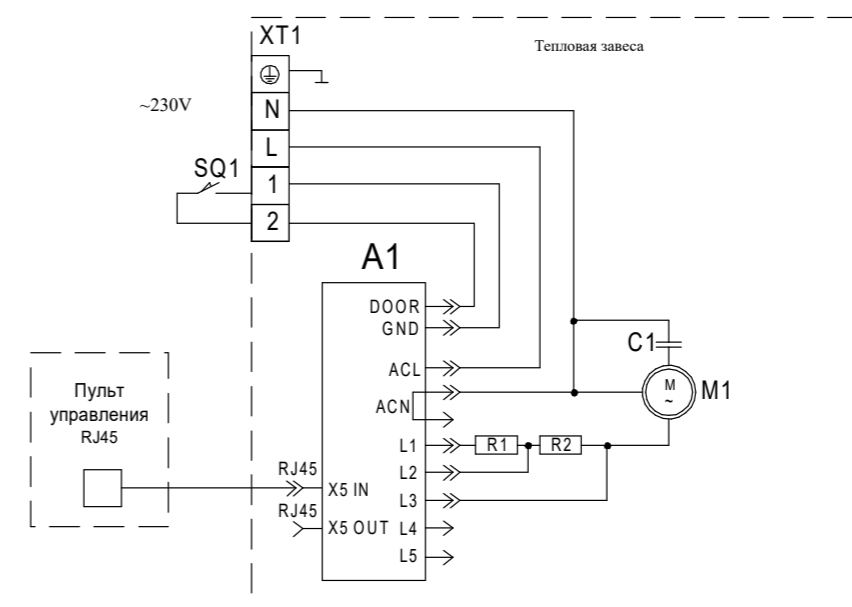 XT1
Тепловая завеса
~230V
N
L
SQ1
1
2
A1
DOOR
GND
ACL
C1
M
~
M1
ACN
Пульт
управления
RJ45
L1
R1
R2
RJ45
L2
X5 IN
L3
RJ45
X5 OUT
L4
L5